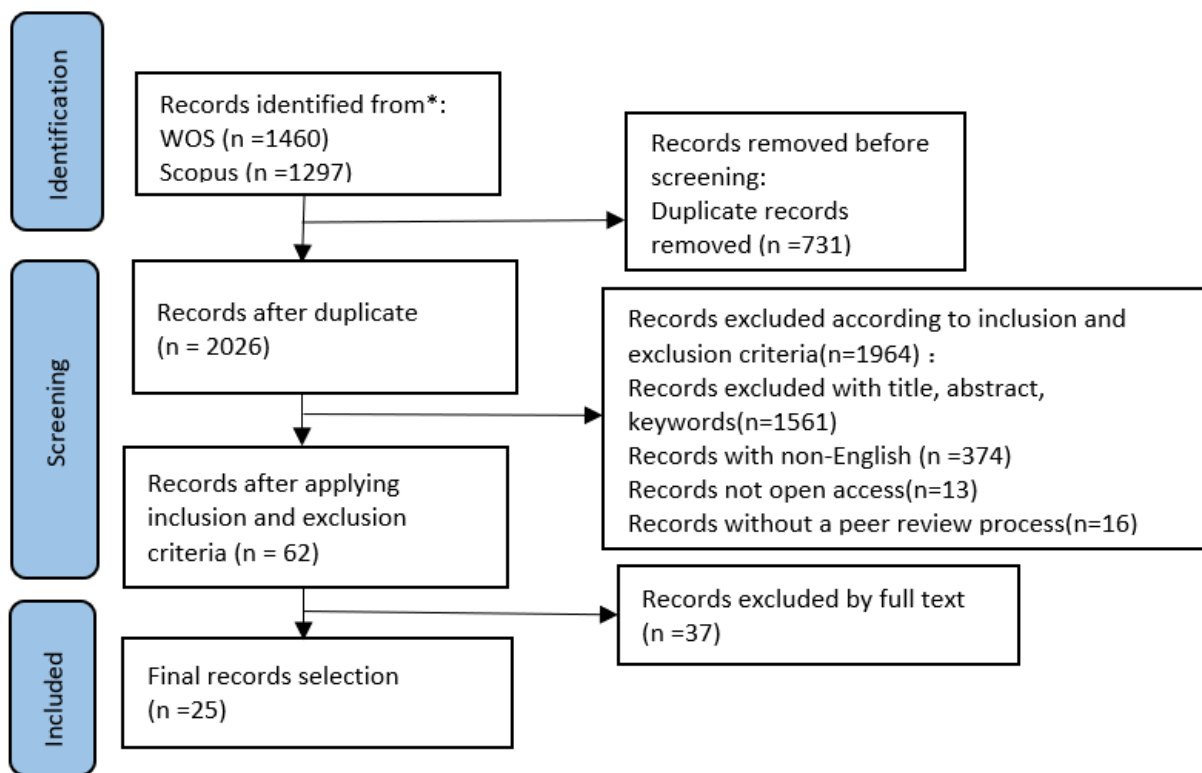 Identification
Records identified from*:
WOS (n =1460)
Scopus (n =1297)
Records removed before
screening:
Duplicate records
removed (n =731)
Screening
Records after duplicate
(n = 2026)
Records excluded according to inclusion and
exclusion criteria(n=1964) ：
Records excluded with title, abstract,
keywords(n=1561)
Records with non-English (n =374)
Records not open access(n=13)
Records without a peer review process(n=16)
Records after applying
inclusion and exclusion
criteria (n = 62)
Records excluded by full text
(n =37)
Included
Final records selection
(n =25)